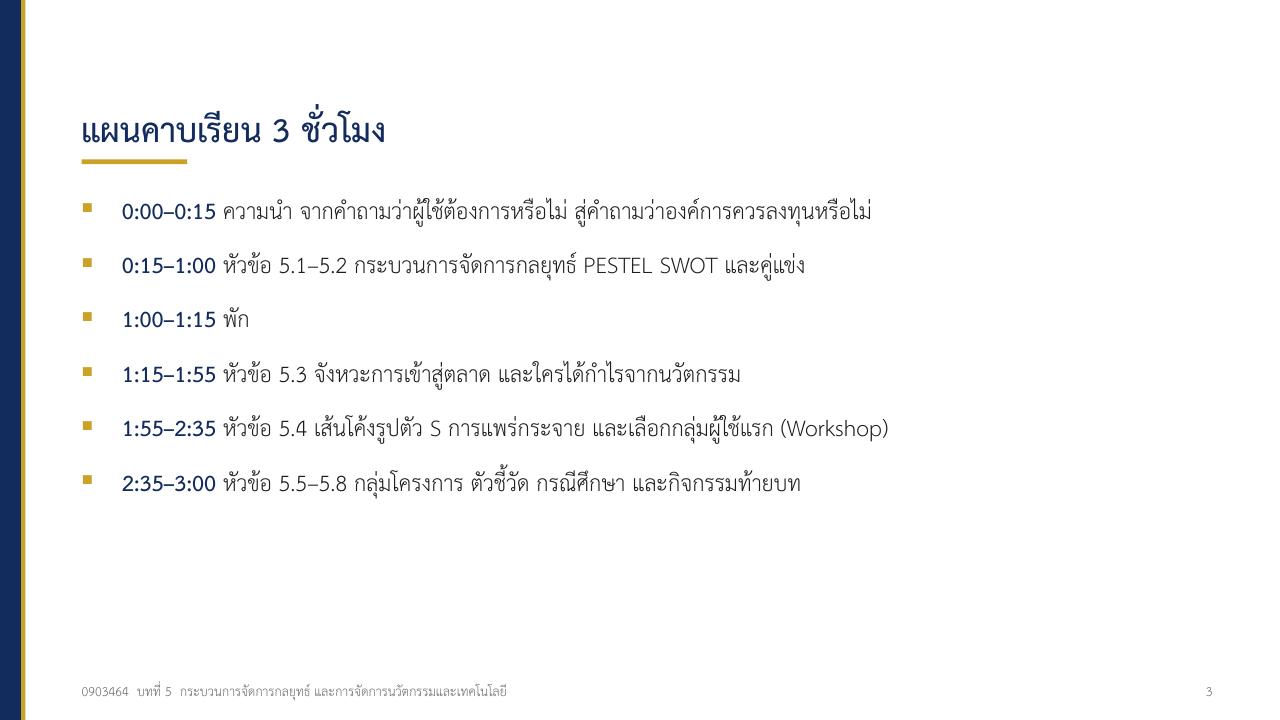 แผนคาบเรียน 3 ชั่วโมง
0:00–0:15 ความนำ จากคำถามว่าผู้ใช้ต้องการหรือไม่ สู่คำถามว่าองค์การควรลงทุนหรือไม่
0:15–1:00 หัวข้อ 5.1–5.2 กระบวนการจัดการกลยุทธ์ PESTEL SWOT และคู่แข่ง
1:00–1:15 พัก
1:15–1:55 หัวข้อ 5.3 จังหวะการเข้าสู่ตลาด และใครได้กำไรจากนวัตกรรม
1:55–2:35 หัวข้อ 5.4 เส้นโค้งรูปตัว S การแพร่กระจาย และเลือกกลุ่มผู้ใช้แรก (Workshop)
2:35–3:00 หัวข้อ 5.5–5.8 กลุ่มโครงการ ตัวชี้วัด กรณีศึกษา และกิจกรรมท้ายบท
0903464 บทที่ 5 กระบวนการจัดการกลยุทธ์ และการจัดการนวัตกรรมและเทคโนโลยี
3